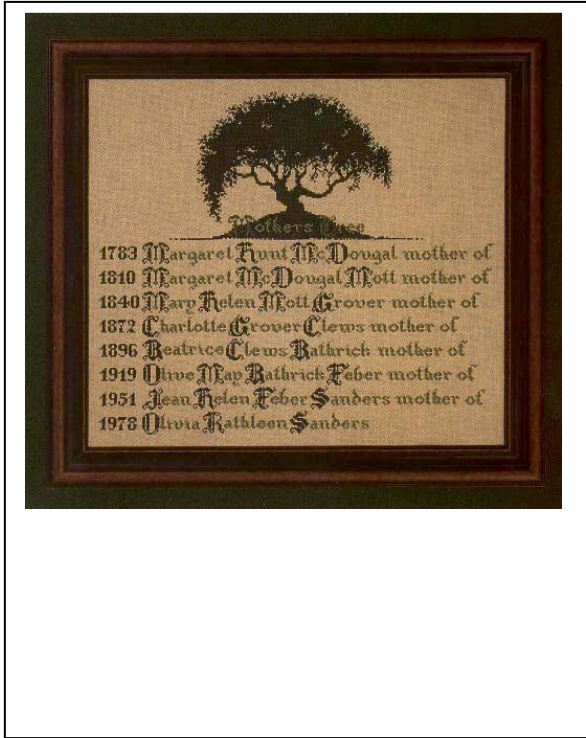 Mothers Tree
1783 Margaret Hunt McDougal mother of
1810 Margaret McDougal Mott mother of
1840 Mary Helen Mott Grover mother of
1872 Charlotte Grover Clews mother of
1896 Beatrice Clews Bathrick mother of
1919 Olive May Bathrick Feber mother of
1951 Jean Helen Feber Sanders mother of
1978 Olivia Kathleen Sanders